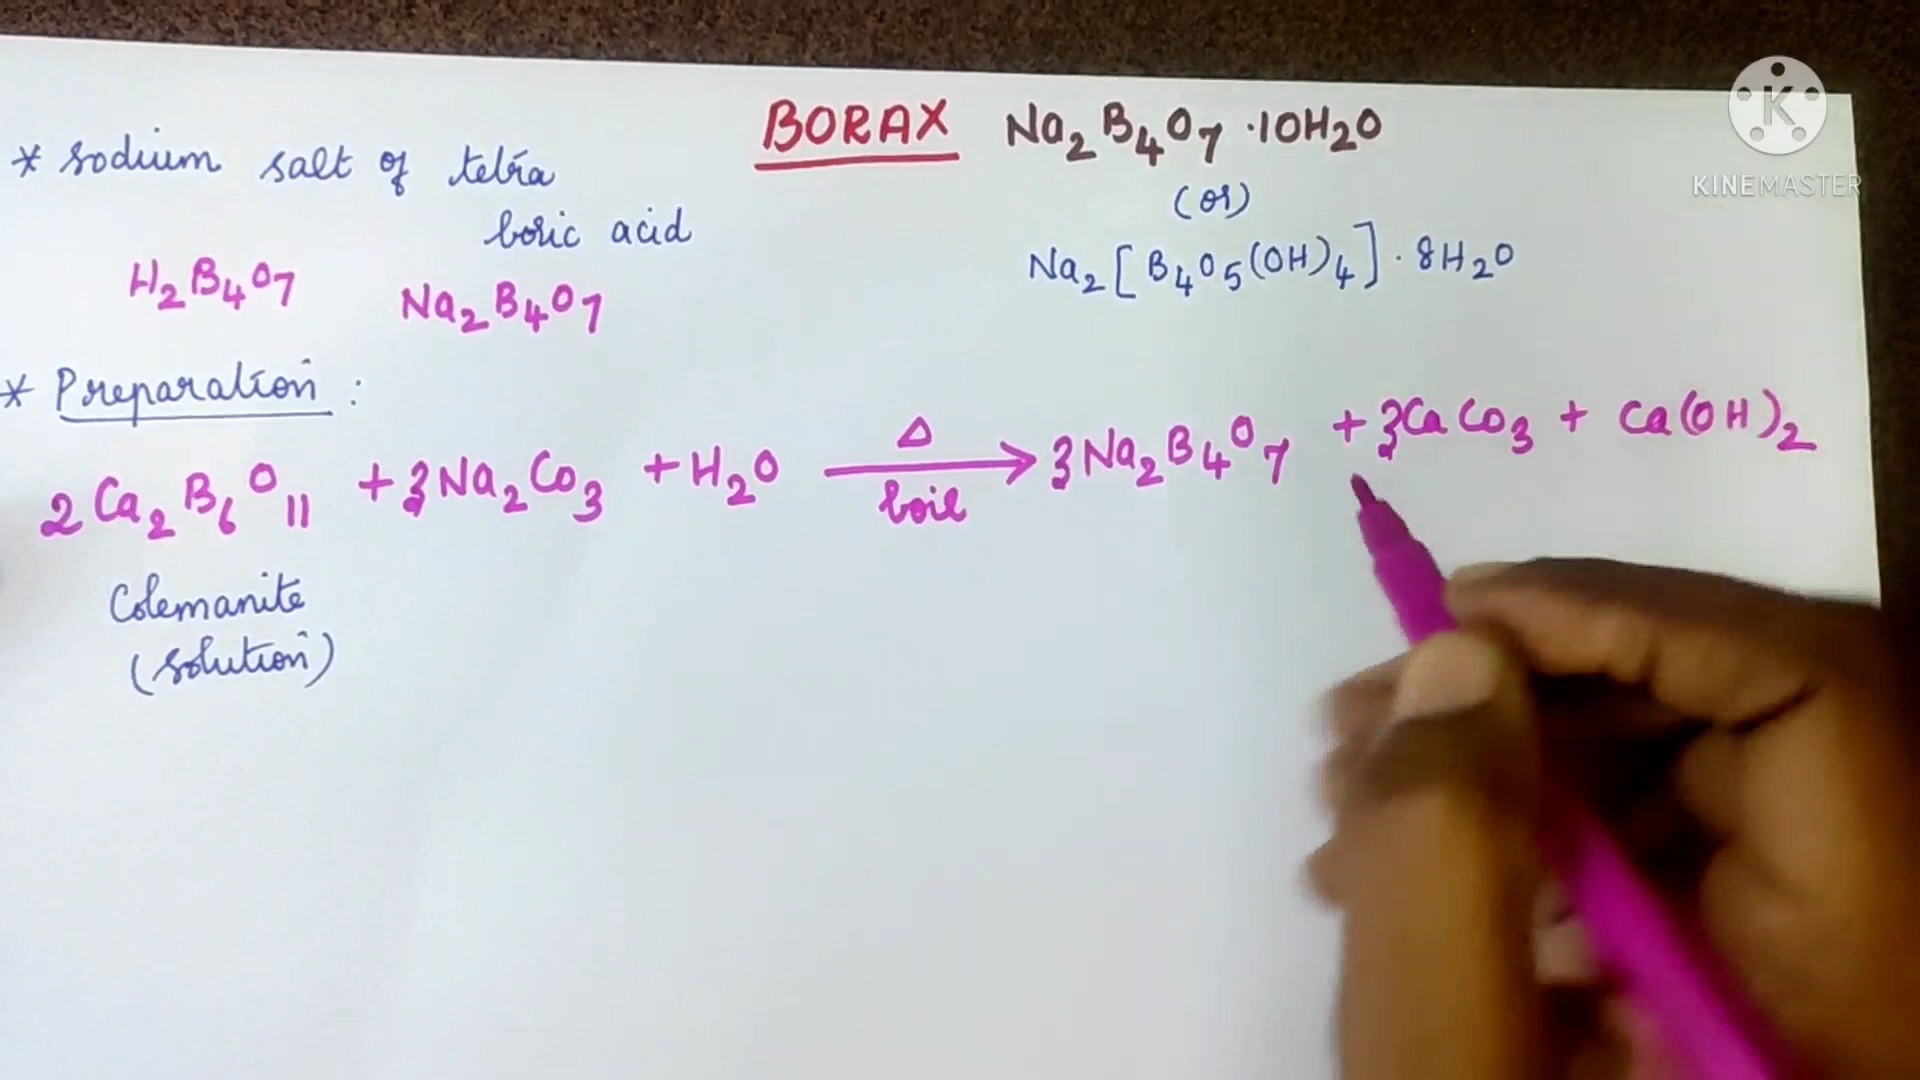 BORAX Na₂B₄O₇·10H₂O
(or)
Na₂[B₄O₅(OH)₄]·8H₂O
* Sodium salt of tetra
boric acid
H₂B₄O₇ Na₂B₄O₇
* Preparation :
2Ca₂B₆O₁₁ + 3Na₂CO₃ + H₂O →(Δ, boil) 3Na₂B₄O₇ + 3CaCO₃ + Ca(OH)₂
Colemanite
(solution)
K
KINEMASTER